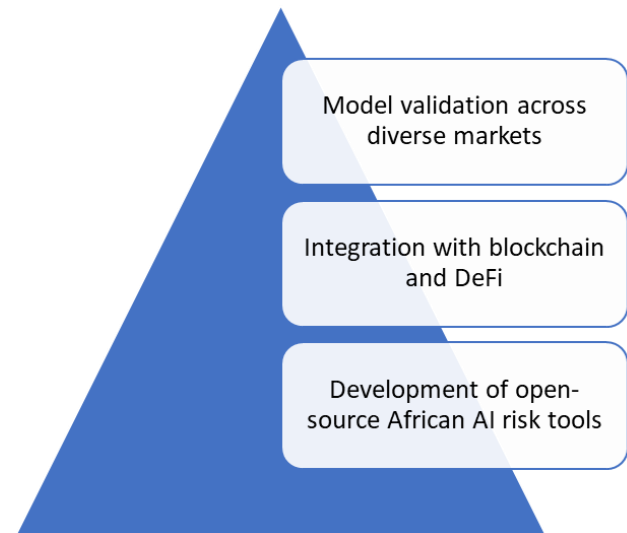 Model validation across
diverse markets
Integration with blockchain
and DeFi
Development of open-
source African AI risk tools